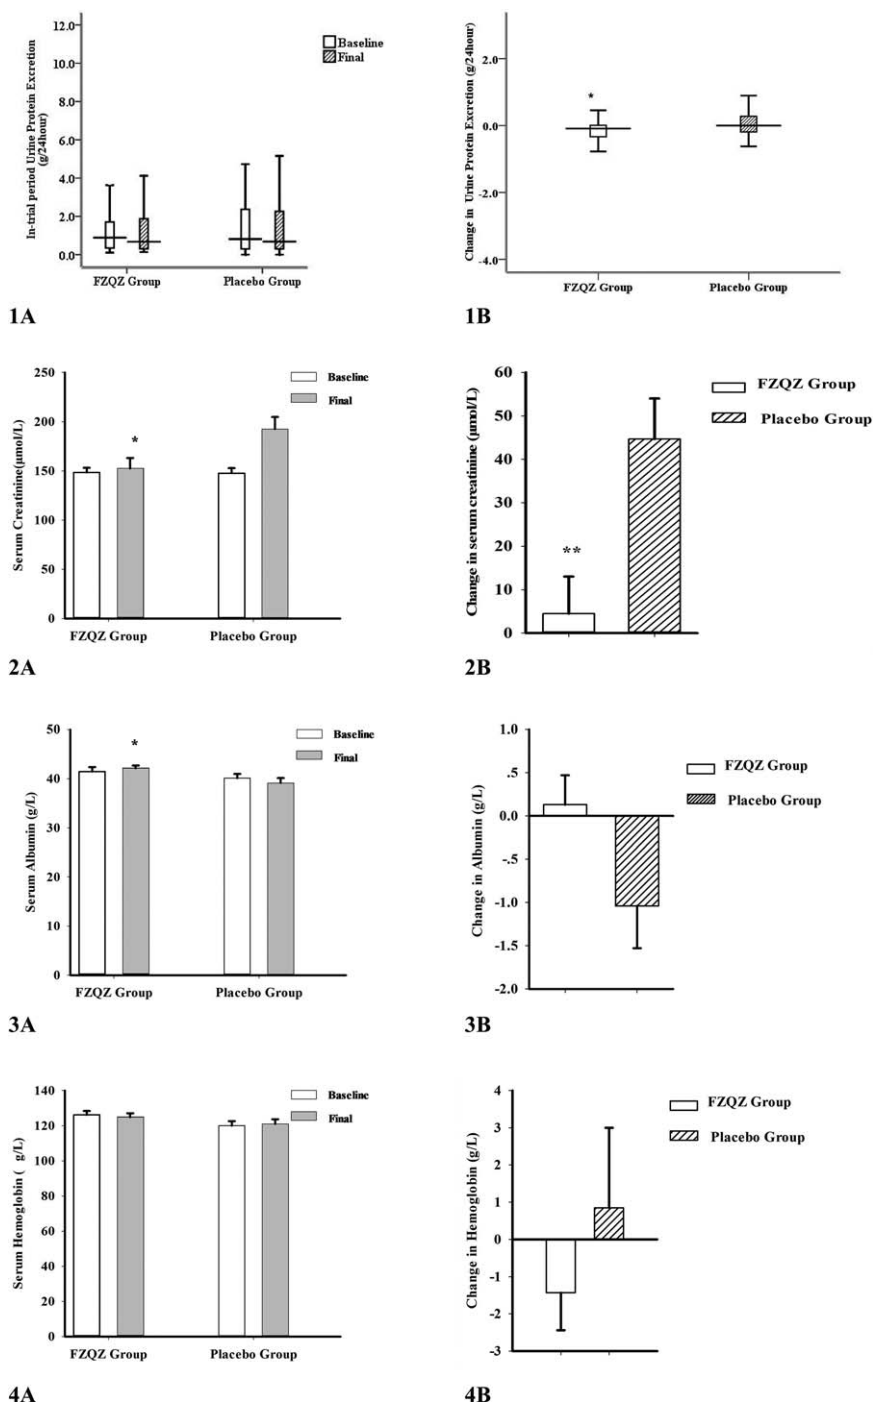 In-trial period Urine Protein Excretion
(g/24hour)
12.0
10.0
8.0
6.0
4.0
2.0
0.0
FZQZ Group
Placebo Group
Baseline
Final
1A
Change in Urine Protein Excretion (g/24hour)
2.0
0.0
-2.0
-4.0
*
FZQZ Group
Placebo Group
1B
Serum Creatinine(µmol/L)
250
200
150
100
50
0
*
FZQZ Group
Placebo Group
Baseline
Final
2A
Change in serum creatinine (µmol/L)
60
50
40
30
20
10
0
**
FZQZ Group
Placebo Group
2B
Serum Albumin (g/L)
50
40
30
20
10
0
*
FZQZ Group
Placebo Group
Baseline
Final
3A
Change in Albumin (g/L)
1.0
.5
0.0
-.5
-1.0
-1.5
-2.0
FZQZ Group
Placebo Group
3B
Serum Hemoglobin ( g/L)
140
120
100
80
60
40
20
0
FZQZ Group
Placebo Group
Baseline
Final
4A
Change in Hemoglobin (g/L)
4
3
2
1
0
-1
-2
-3
FZQZ Group
Placebo Group
4B